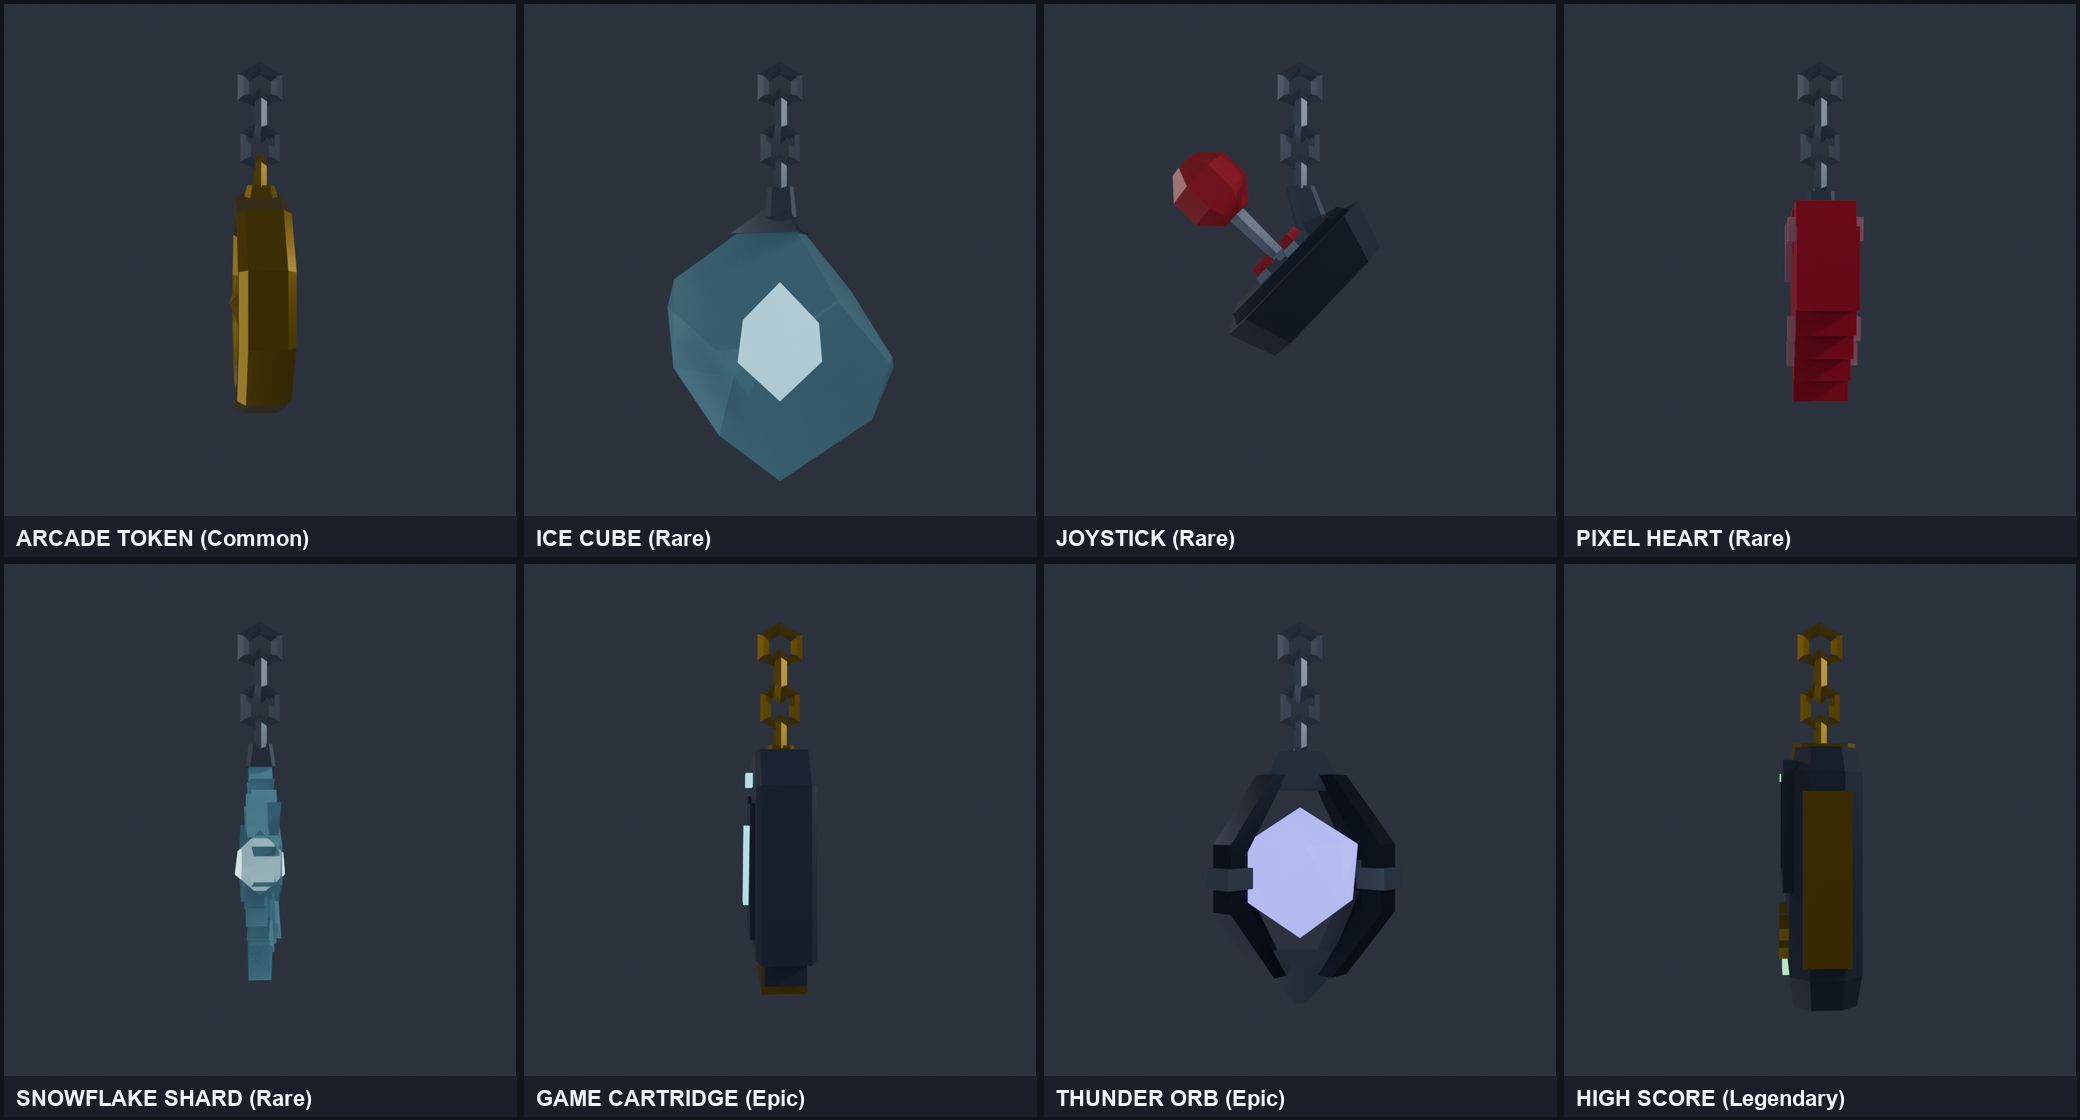 ARCADE TOKEN (Common)
ICE CUBE (Rare)
JOYSTICK (Rare)
PIXEL HEART (Rare)
SNOWFLAKE SHARD (Rare)
GAME CARTRIDGE (Epic)
THUNDER ORB (Epic)
HIGH SCORE (Legendary)